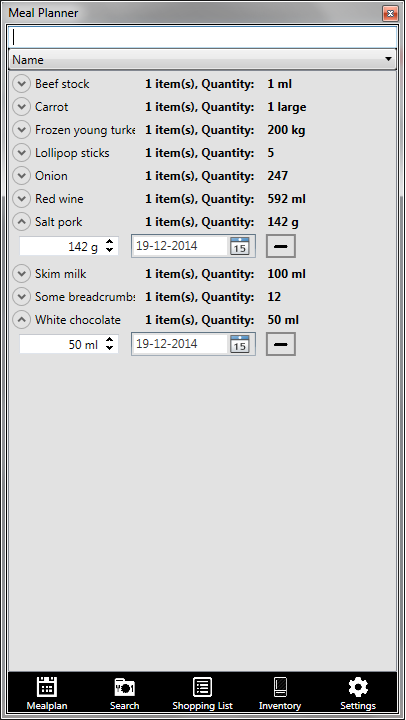 Meal Planner
Name
Beef stock 1 item(s), Quantity: 1 ml
Carrot 1 item(s), Quantity: 1 large
Frozen young turke 1 item(s), Quantity: 200 kg
Lollipop sticks 1 item(s), Quantity: 5
Onion 1 item(s), Quantity: 247
Red wine 1 item(s), Quantity: 592 ml
Salt pork 1 item(s), Quantity: 142 g
142 g 19-12-2014 15
Skim milk 1 item(s), Quantity: 100 ml
Some breadcrumbs 1 item(s), Quantity: 12
White chocolate 1 item(s), Quantity: 50 ml
50 ml 19-12-2014 15
Mealplan Search Shopping List Inventory Settings